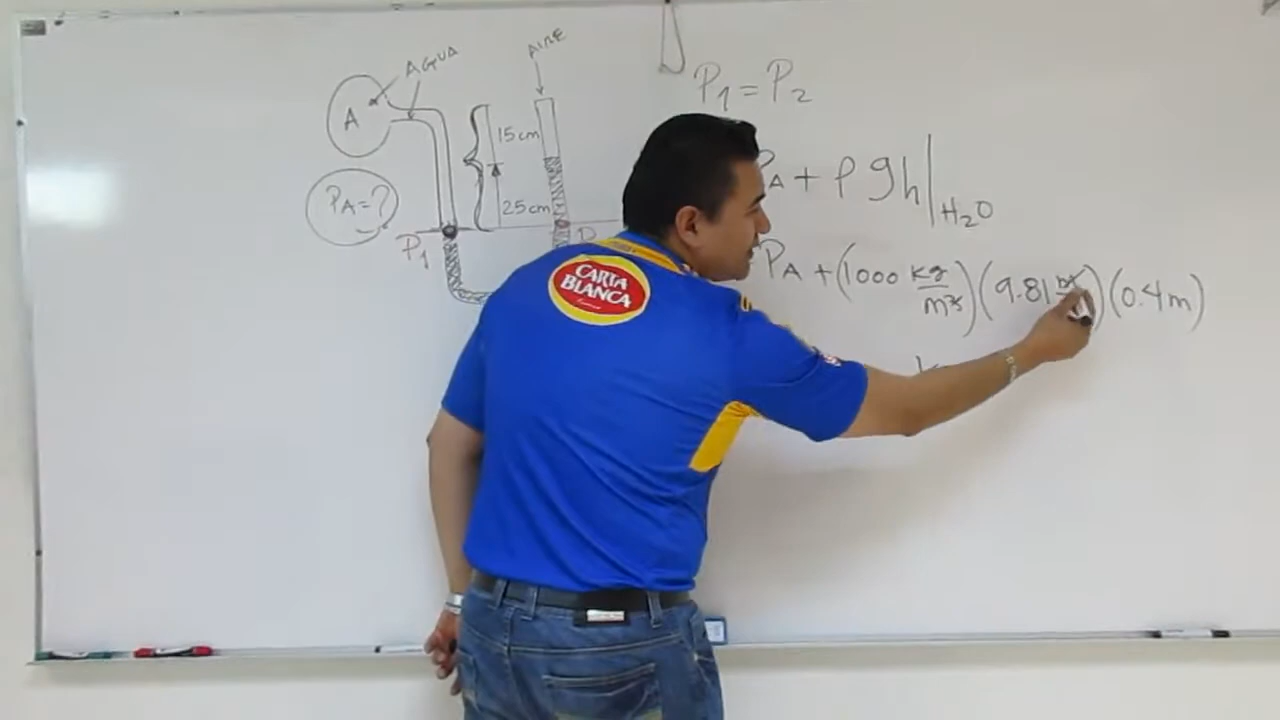 AGUA
AIRE
A
15 cm
25 cm
PA = ?
P1
P1 = P2
PA + ρgh | H2O
PA + (1000 kg/m³)(9.81 m)(0.4m)
CARTA
BLANCA